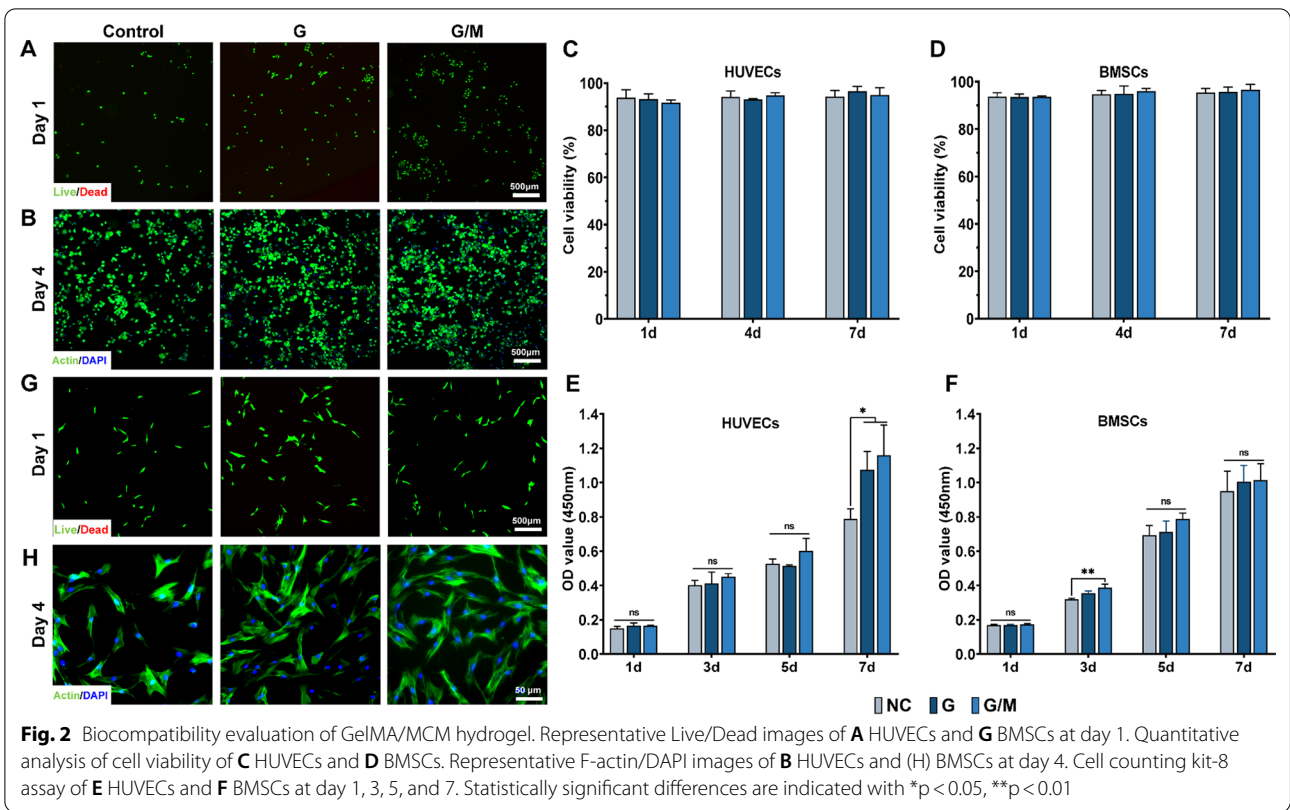 Control G G/M
A
Day 1
Live/Dead
500µm
B
Day 4
Actin/DAPI
500µm
G
Day 1
Live/Dead
500µm
H
Day 4
Actin/DAPI
50 µm
C
HUVECs
Cell viability (%)
100
80
60
40
20
0
1d 4d 7d
D
BMSCs
Cell viability (%)
100
80
60
40
20
0
1d 4d 7d
E
HUVECs
OD value (450nm)
1.4
1.2
1.0
0.8
0.6
0.4
0.2
0.0
ns ns ns *
1d 3d 5d 7d
F
BMSCs
OD value (450nm)
1.4
1.2
1.0
0.8
0.6
0.4
0.2
0.0
ns ** ns ns
1d 3d 5d 7d
NC G G/M
Fig. 2 Biocompatibility evaluation of GelMA/MCM hydrogel. Representative Live/Dead images of A HUVECs and G BMSCs at day 1. Quantitative
analysis of cell viability of C HUVECs and D BMSCs. Representative F-actin/DAPI images of B HUVECs and (H) BMSCs at day 4. Cell counting kit-8
assay of E HUVECs and F BMSCs at day 1, 3, 5, and 7. Statistically significant differences are indicated with *p < 0.05, **p < 0.01